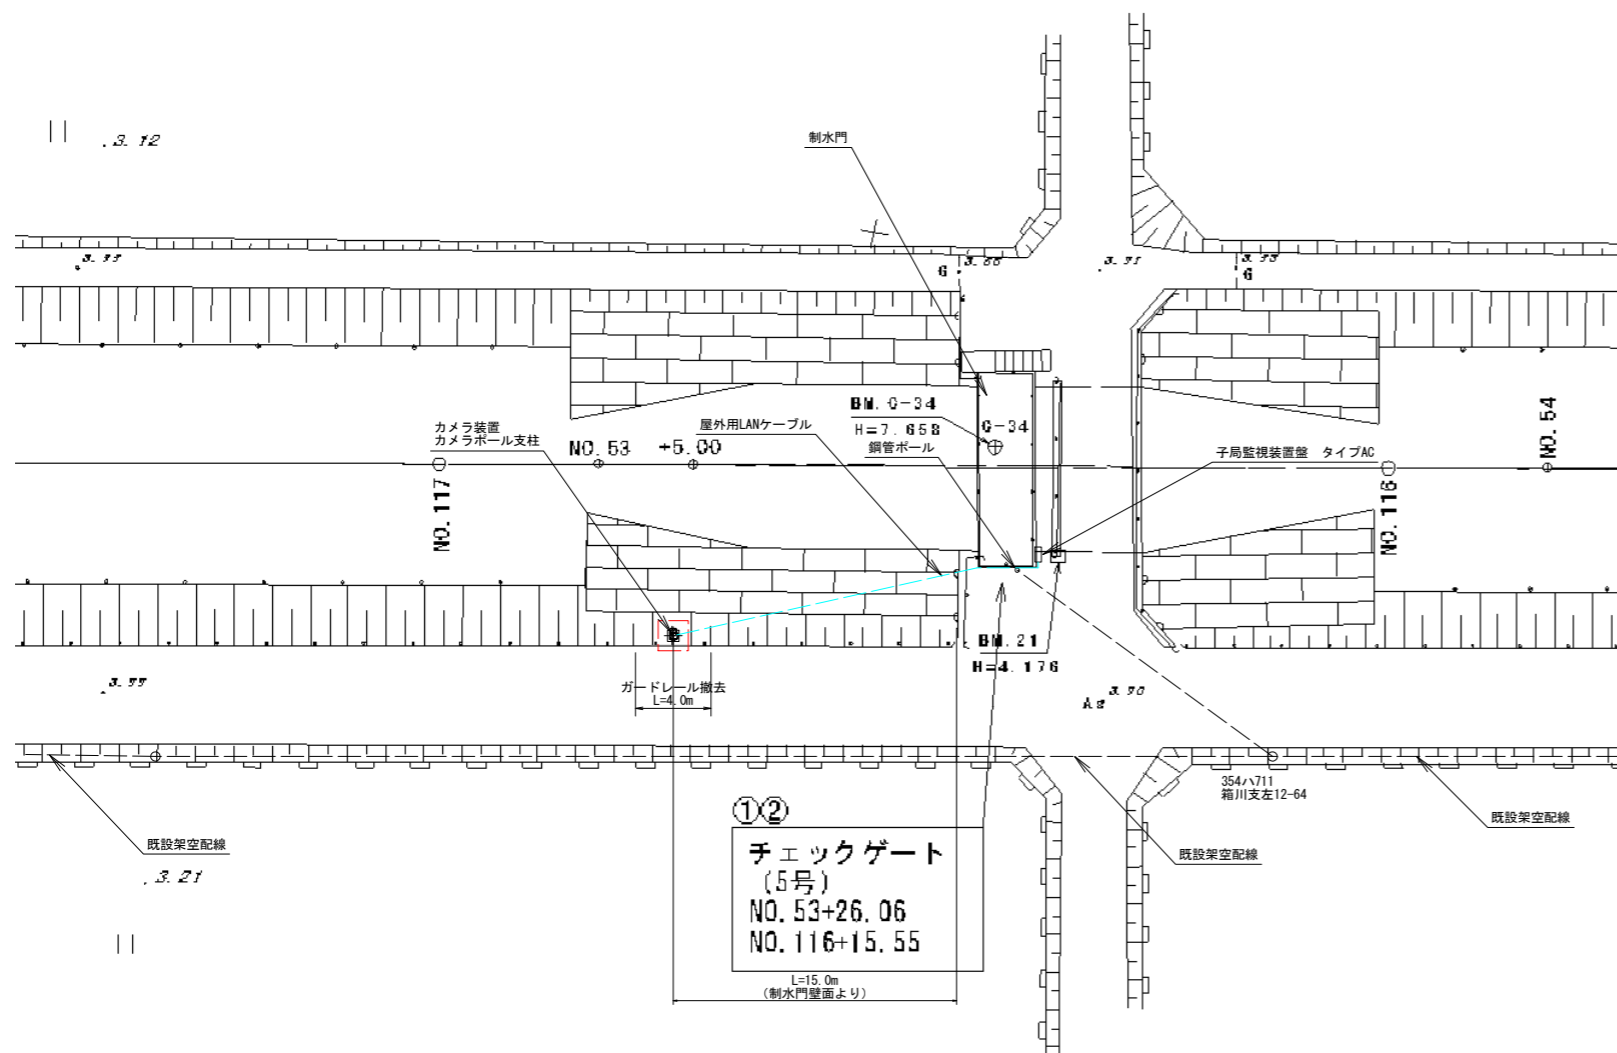 .3.12
制水門
3.77
G
3.71
G
BM.G-34
H=7.658
G-34
鋼管ポール
屋外用LANケーブル
カメラ装置
カメラポール支柱
NO.53
+5.00
子局監視装置盤 タイプAC
NO.54
NO.117
NO.116
BM.21
H=4.176
3.77
ガードレール撤去
L=4.0m
As
3.70
354ハ711
箱川支左12-64
既設架空配線
既設架空配線
既設架空配線
.3.21
①②
チェックゲート
(5号)
NO.53+26.06
NO.116+15.55
L=15.0m
(制水門壁面より)